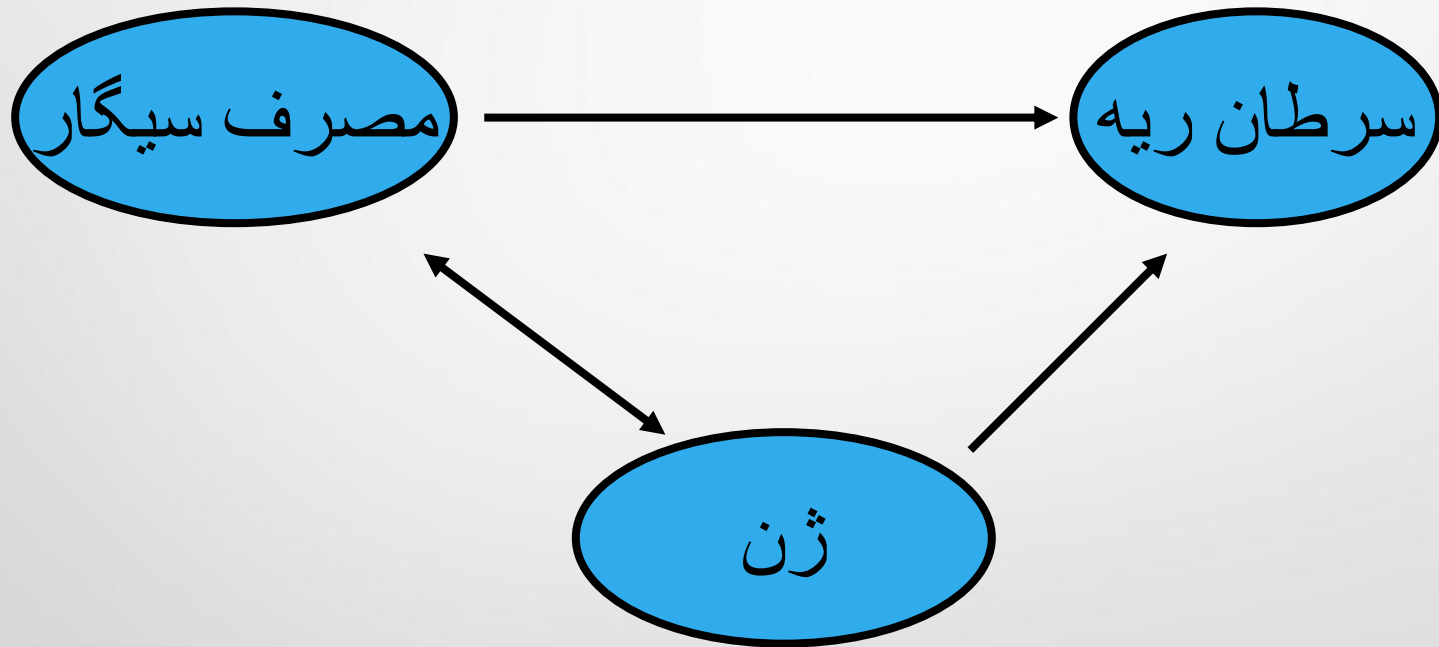 مصرف سیگار
سرطان ریه
ژن